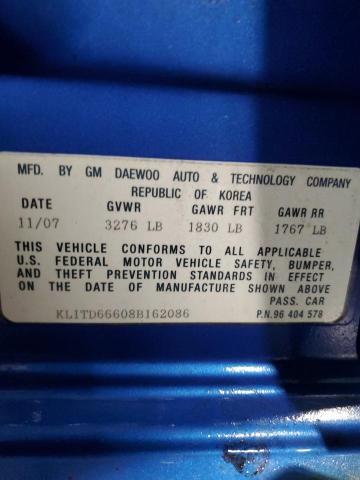 MFD. BY GM DAEWOO AUTO & TECHNOLOGY COMPANY
REPUBLIC OF KOREA
DATE GVWR GAWR FRT GAWR RR
11/07 3276 LB 1830 LB 1767 LB
THIS VEHICLE CONFORMS TO ALL APPLICABLE
U.S. FEDERAL MOTOR VEHICLE SAFETY, BUMPER,
AND THEFT PREVENTION STANDARDS IN EFFECT
ON THE DATE OF MANUFACTURE SHOWN ABOVE
PASS. CAR
KL1TD66608B162086 P.N.96 404 578